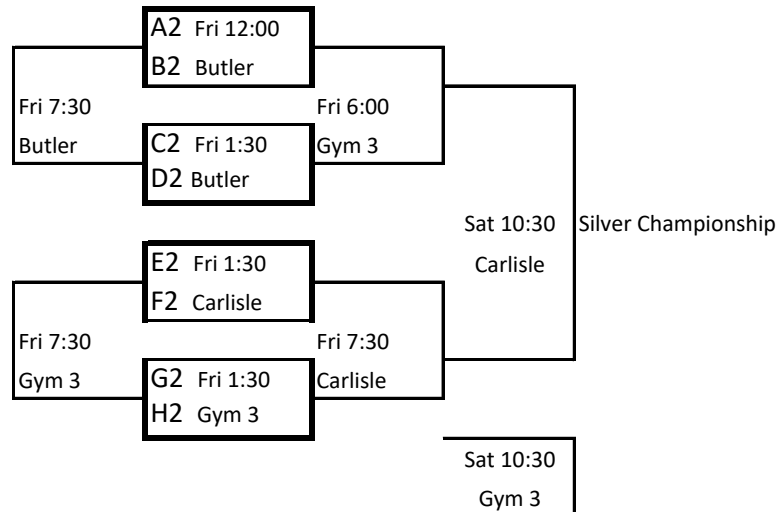 A2 Fri 12:00
B2 Butler
Fri 7:30
Butler
Fri 6:00
Gym 3
C2 Fri 1:30
D2 Butler
Sat 10:30
Carlisle
Silver Championship
E2 Fri 1:30
F2 Carlisle
Fri 7:30
Gym 3
Fri 7:30
Carlisle
G2 Fri 1:30
H2 Gym 3
Sat 10:30
Gym 3